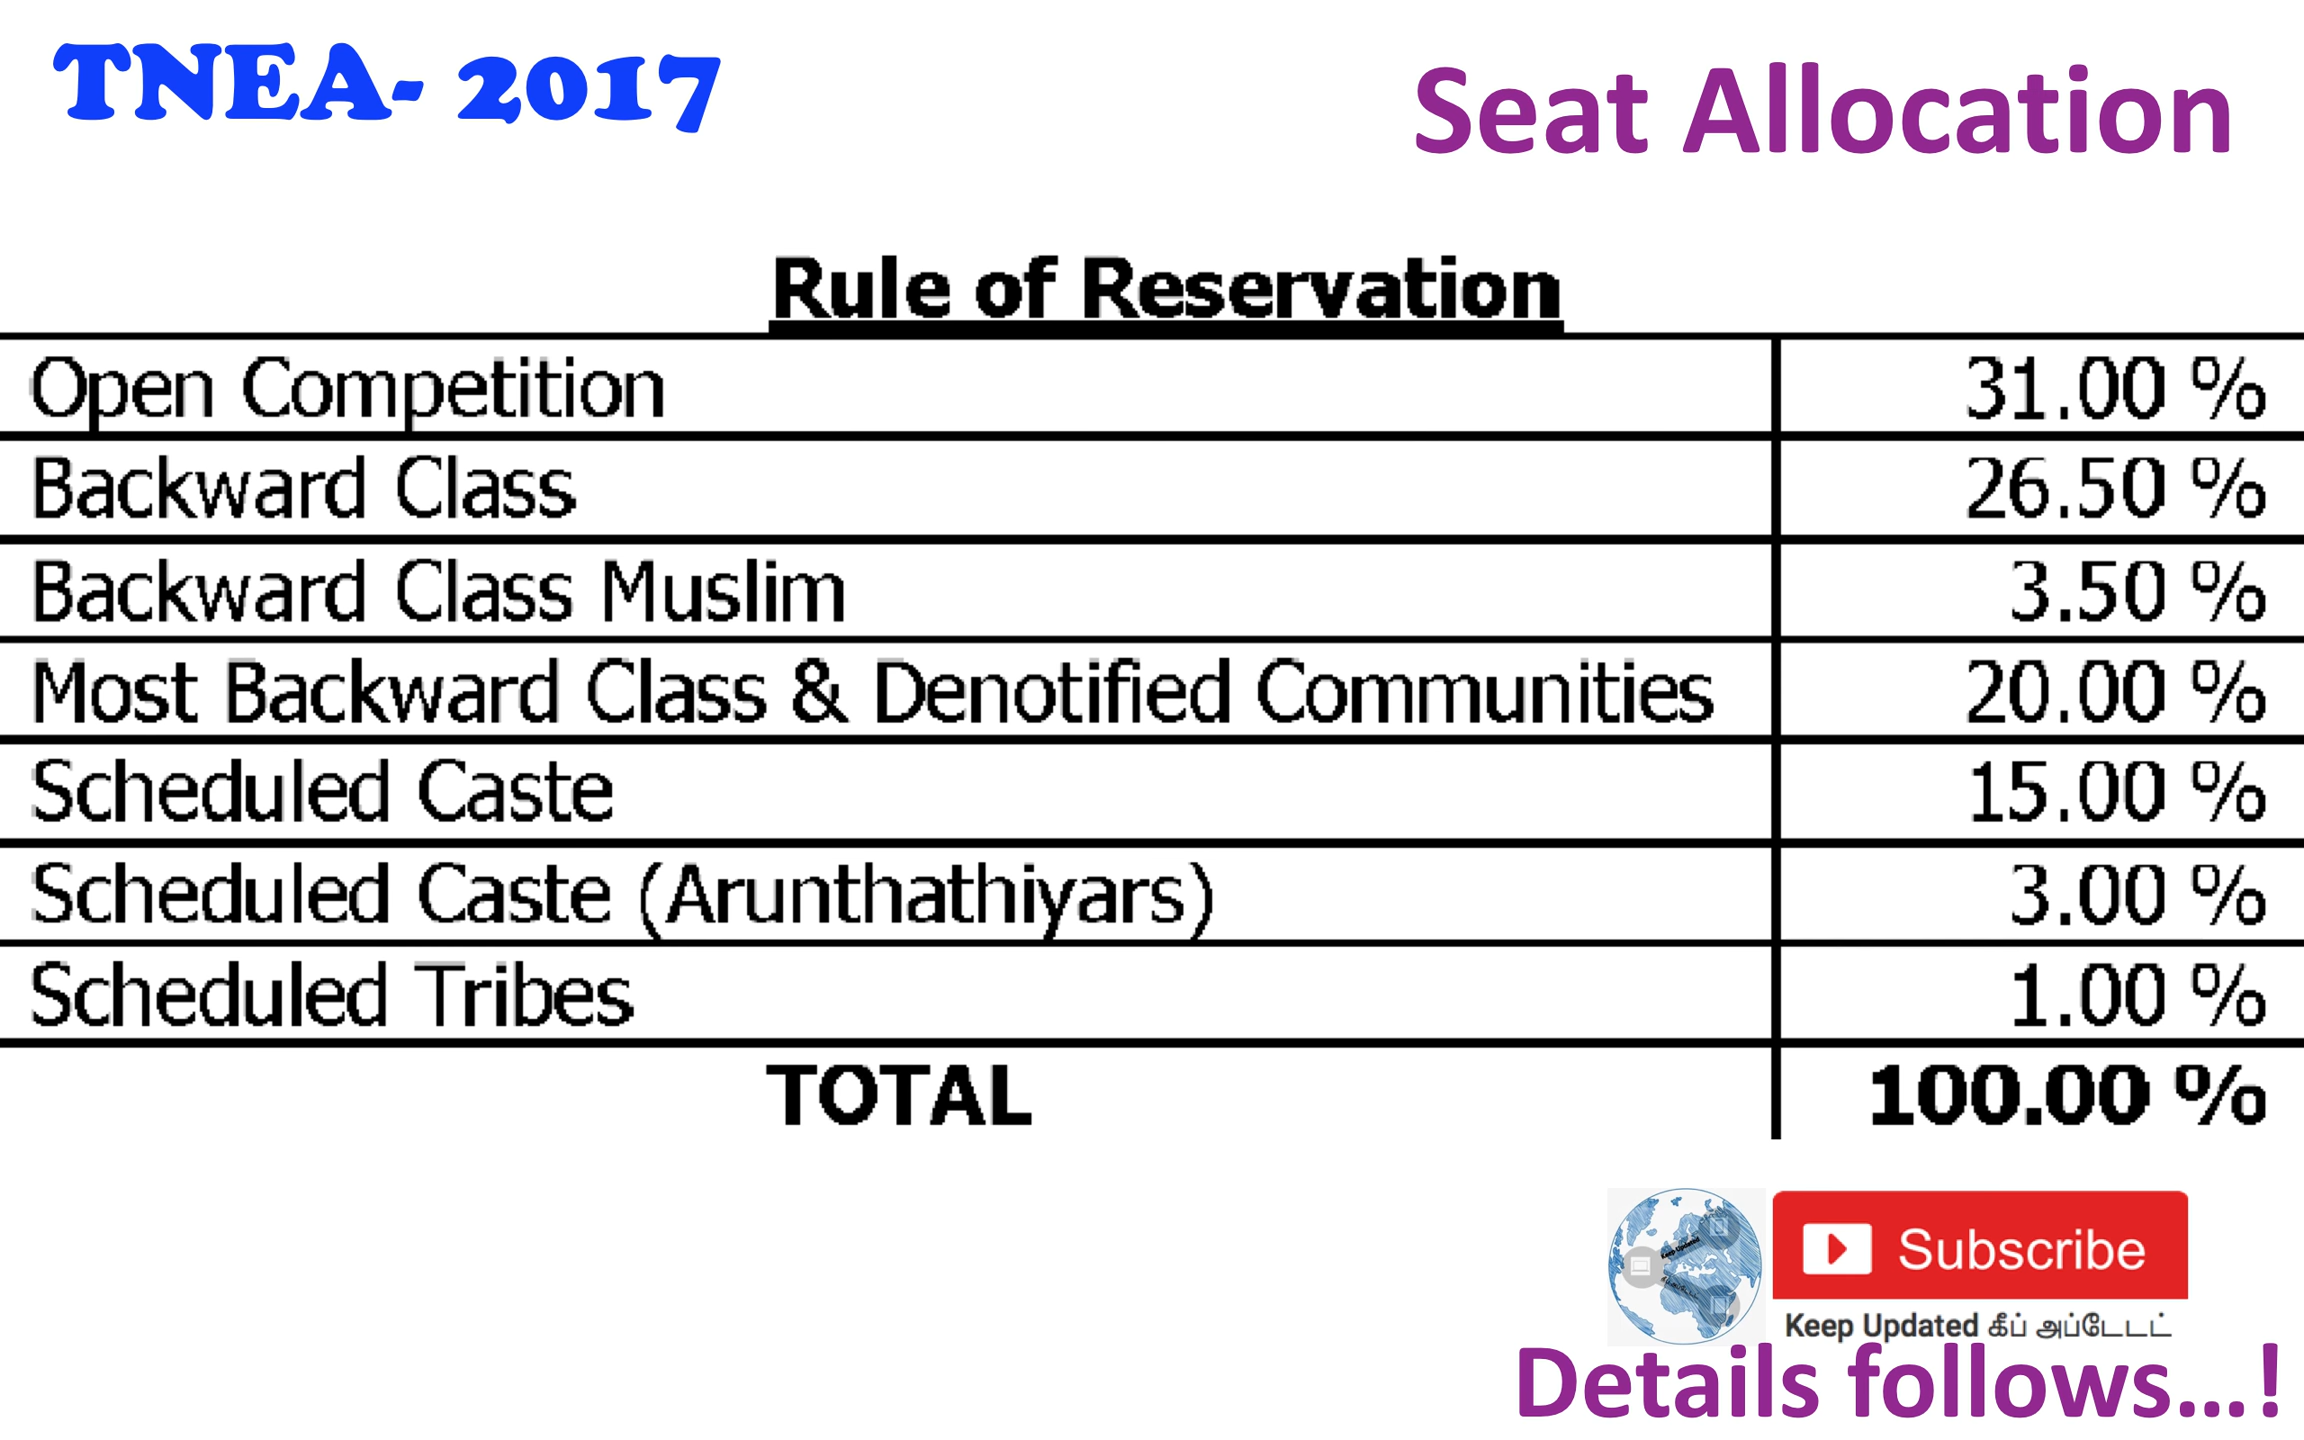 TNEA- 2017
Seat Allocation
Rule of Reservation
Open Competition 31.00 %
Backward Class 26.50 %
Backward Class Muslim 3.50 %
Most Backward Class & Denotified Communities 20.00 %
Scheduled Caste 15.00 %
Scheduled Caste (Arunthathiyars) 3.00 %
Scheduled Tribes 1.00 %
TOTAL 100.00 %
Keep Updated
Subscribe
Keep Updated கீப் அப்டேடட்
Details follows...!